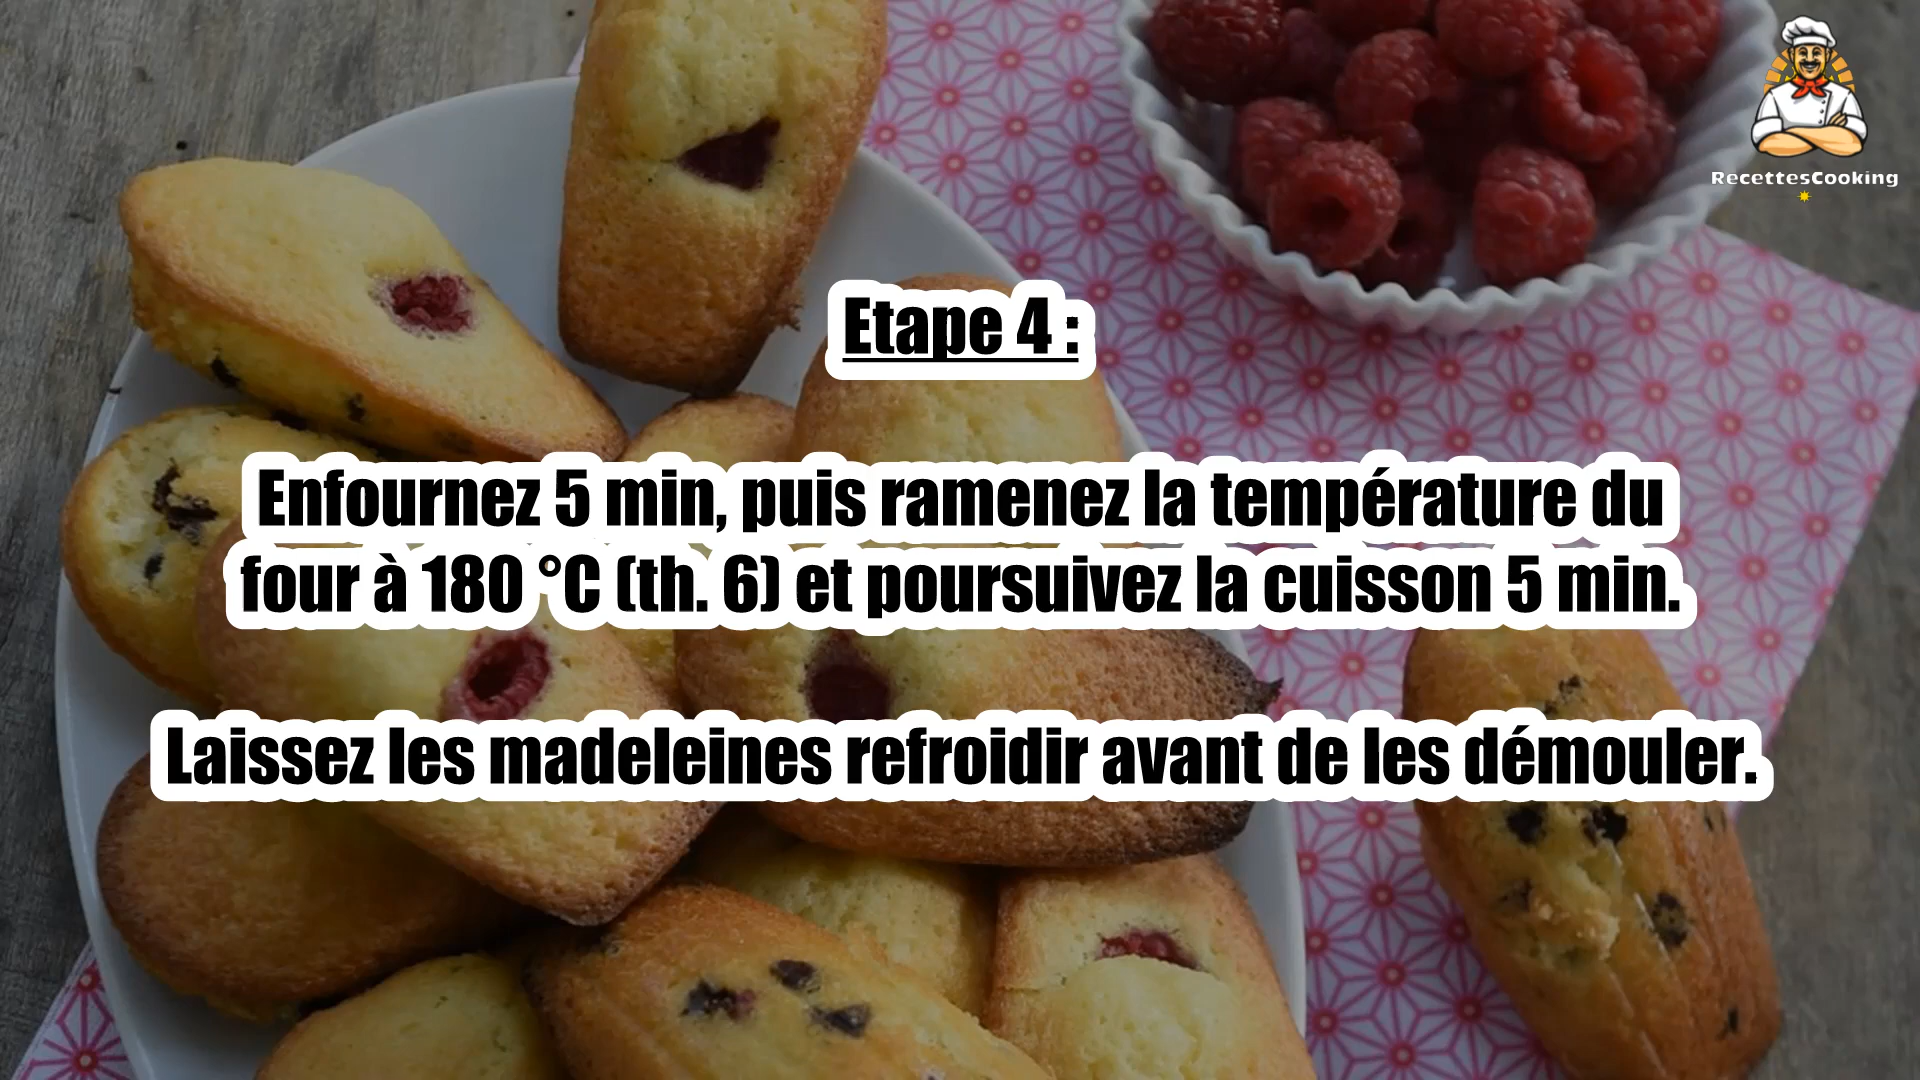 RecettesCooking
Etape 4 :
Enfournez 5 min, puis ramenez la température du
four à 180 °C (th. 6) et poursuivez la cuisson 5 min.
Laissez les madeleines refroidir avant de les démouler.